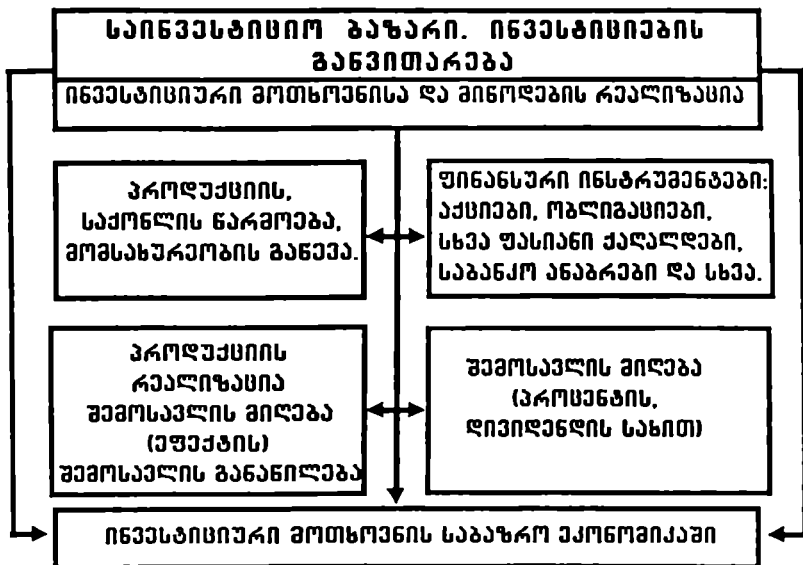 საინვესტიციო ბაზარი. ინვესტიციების
განვითარება
ინვესტიციური მოთხოვნისა და მიწოდების რეალიზაცია
პროდუქციის,
საქონლის წარმოება,
მომსახურეობის გაწევა.
ფინანსური ინსტრუმენტები:
აქციები, ობლიგაციები,
სხვა ფასიანი ქაღალდები,
საბანკო ანაბრები და სხვა.
პროდუქციის
რეალიზაცია
შემოსავლის მიღება
(ეფექტის)
შემოსავლის განაწილება
შემოსავლის მიღება
(პროცენტის,
დივიდენდის სახით)
ინვესტიციური მოთხოვნის საბაზრო ეკონომიკაში